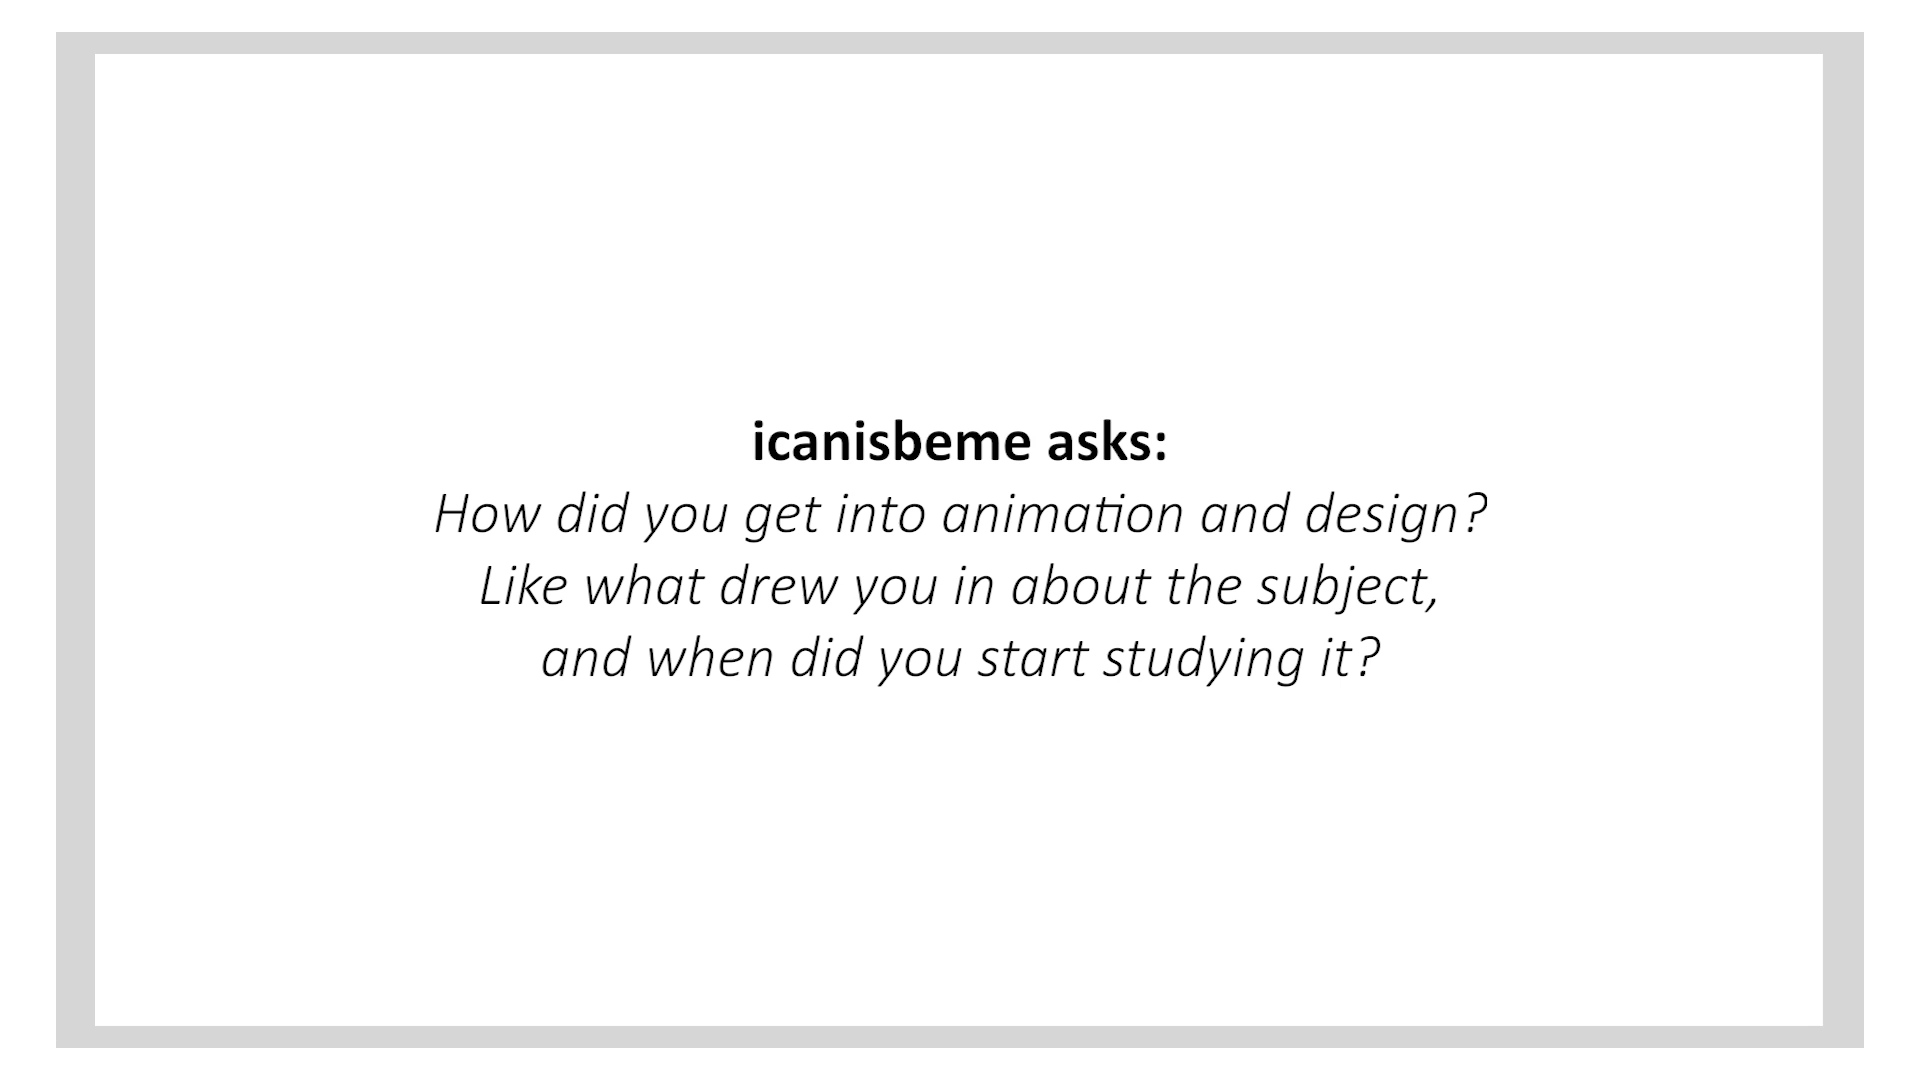 icanisbeme asks:
How did you get into animation and design?
Like what drew you in about the subject,
and when did you start studying it?